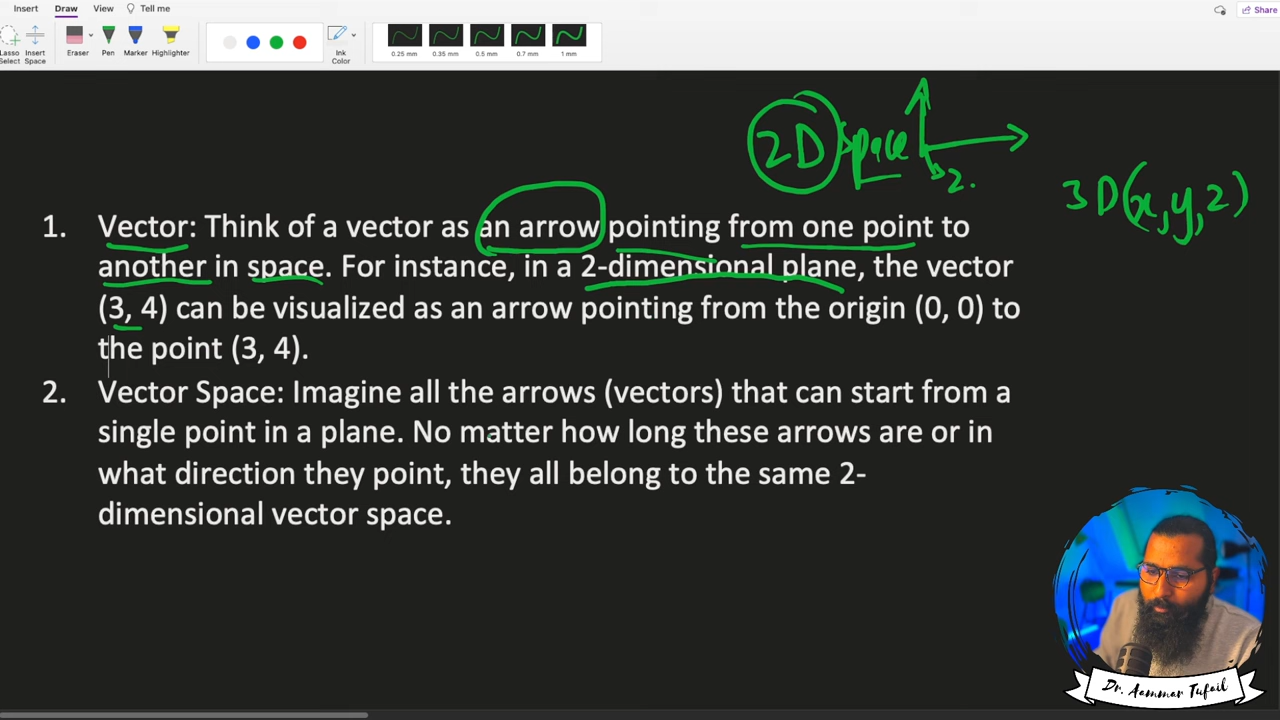 Insert Draw View Tell me Share
Lasso Select
Insert Space
Eraser
Pen
Marker
Highlighter
Ink Color
0.25 mm 0.35 mm 0.5 mm 0.7 mm 1 mm
2D space
2.
3D(x,y,z)
1. Vector: Think of a vector as an arrow pointing from one point to
another in space. For instance, in a 2-dimensional plane, the vector
(3, 4) can be visualized as an arrow pointing from the origin (0, 0) to
the point (3, 4).
2. Vector Space: Imagine all the arrows (vectors) that can start from a
single point in a plane. No matter how long these arrows are or in
what direction they point, they all belong to the same 2-
dimensional vector space.
Dr. Aammar Tufail